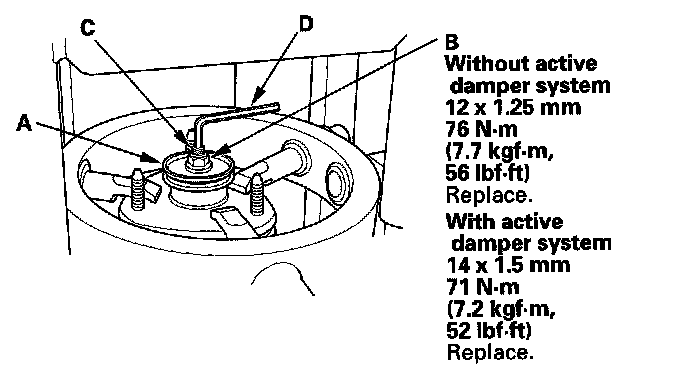 C
D
B
A
Without active
damper system
12 x 1.25 mm
76 N·m
(7.7 kgf·m,
56 lbf·ft)
Replace.
With active
damper system
14 x 1.5 mm
71 N·m
(7.2 kgf·m,
52 lbf·ft)
Replace.